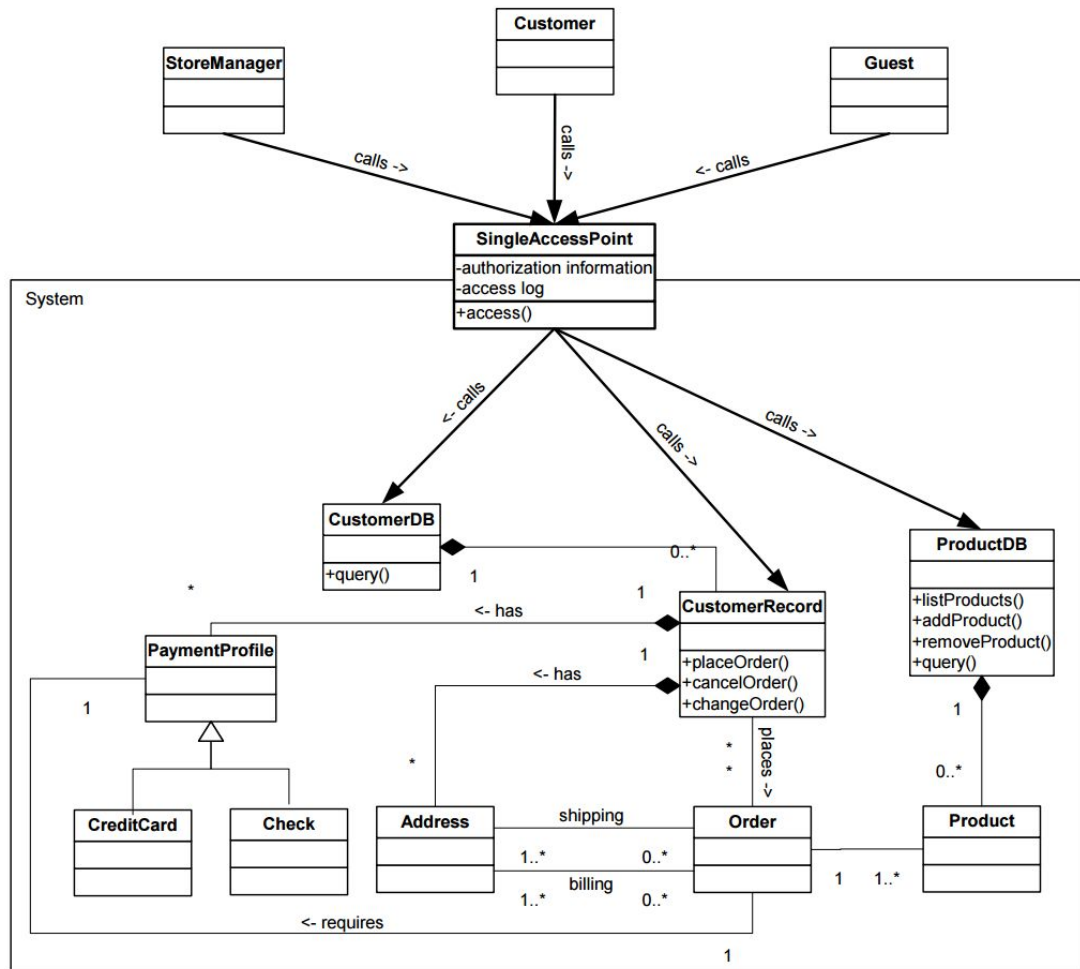 Customer
StoreManager
Guest
calls ->
calls ->
<- calls
SingleAccessPoint
-authorization information
-access log
+access()
System
<- calls
calls ->
calls ->
CustomerDB
+query()
1
0..*
ProductDB
+listProducts()
+addProduct()
+removeProduct()
+query()
*
<- has
1
CustomerRecord
+placeOrder()
+cancelOrder()
+changeOrder()
PaymentProfile
1
<- has
1
1
*
*
*
places ->
0..*
CreditCard
Check
Address
shipping
Order
Product
1..*
0..*
billing
1
1..*
1..*
0..*
<- requires
1